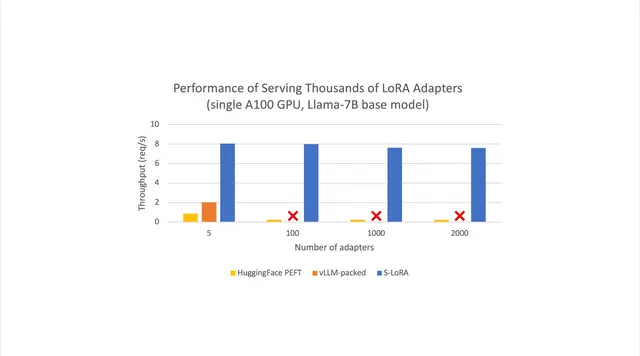 Performance of Serving Thousands of LoRA Adapters
(single A100 GPU, Llama-7B base model)
Throughput (req/s)
10
8
6
4
2
0
5
100
1000
2000
Number of adapters
HuggingFace PEFT
vLLM-packed
S-LoRA